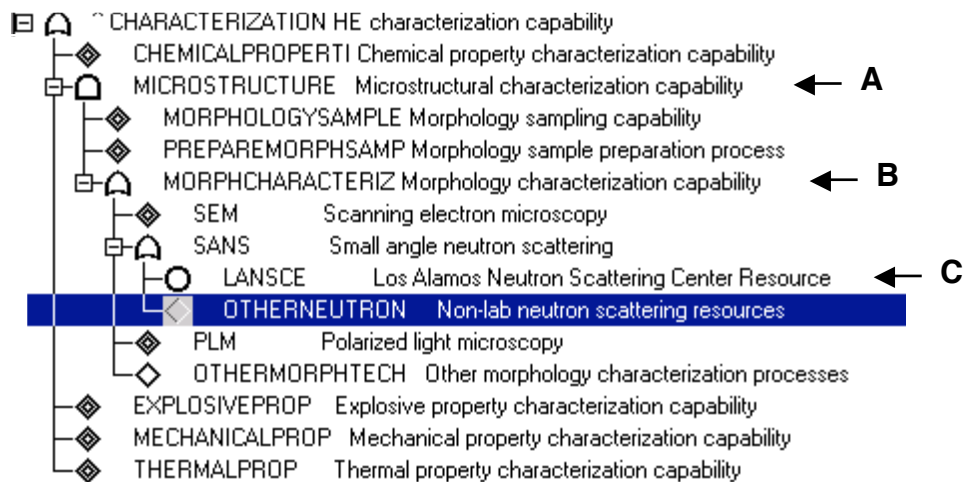 ^ CHARACTERIZATION HE characterization capability
CHEMICALPROPERTI Chemical property characterization capability
MICROSTRUCTURE Microstructural characterization capability A
MORPHOLOGYSAMPLE Morphology sampling capability
PREPAREMORPHSAMP Morphology sample preparation process
MORPHCHARACTERIZ Morphology characterization capability B
SEM Scanning electron microscopy
SANS Small angle neutron scattering
LANSCE Los Alamos Neutron Scattering Center Resource C
OTHERNEUTRON Non-lab neutron scattering resources
PLM Polarized light microscopy
OTHERMORPHTECH Other morphology characterization processes
EXPLOSIVEPROP Explosive property characterization capability
MECHANICALPROP Mechanical property characterization capability
THERMALPROP Thermal property characterization capability